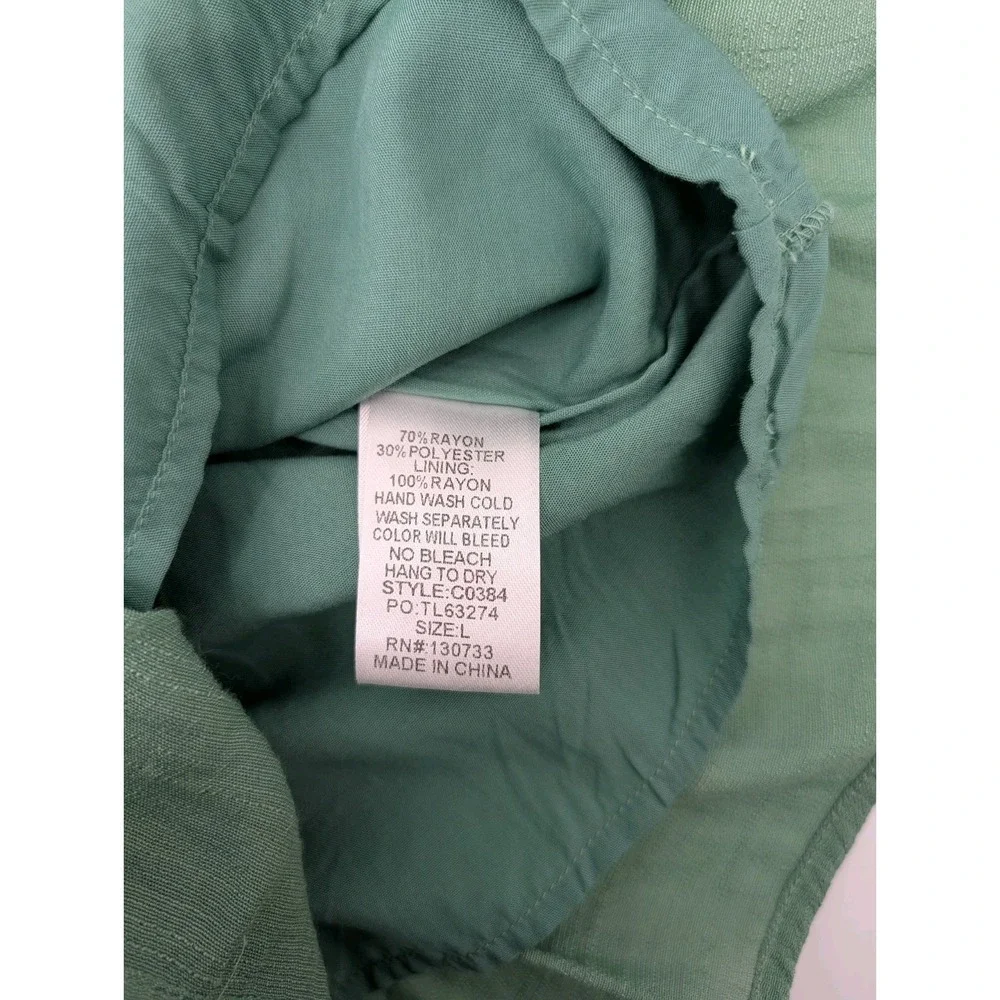 70%RAYON
30%POLYESTER
LINING:
100%RAYON
HAND WASH COLD
WASH SEPARATELY
COLOR WILL BLEED
NO BLEACH
HANG TO DRY
STYLE:C0384
PO:TL63274
SIZE:L
RN#:130733
MADE IN CHINA